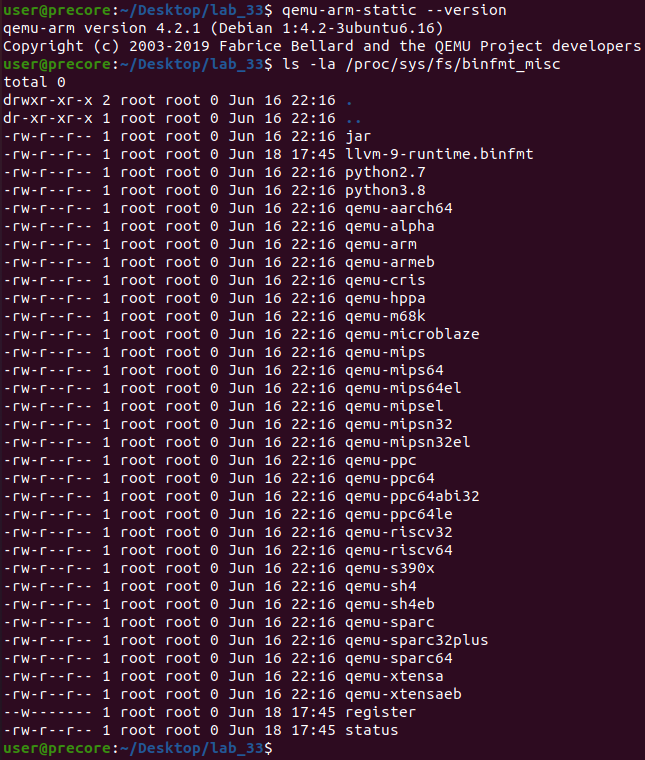 user@precore:~/Desktop/lab_33$ qemu-arm-static --version
qemu-arm version 4.2.1 (Debian 1:4.2-3ubuntu6.16)
Copyright (c) 2003-2019 Fabrice Bellard and the QEMU Project developers
user@precore:~/Desktop/lab_33$ ls -la /proc/sys/fs/binfmt_misc
total 0
drwxr-xr-x 2 root root 0 Jun 16 22:16 .
dr-xr-xr-x 1 root root 0 Jun 16 22:16 ..
-rw-r--r-- 1 root root 0 Jun 16 22:16 jar
-rw-r--r-- 1 root root 0 Jun 18 17:45 llvm-9-runtime.binfmt
-rw-r--r-- 1 root root 0 Jun 16 22:16 python2.7
-rw-r--r-- 1 root root 0 Jun 16 22:16 python3.8
-rw-r--r-- 1 root root 0 Jun 16 22:16 qemu-aarch64
-rw-r--r-- 1 root root 0 Jun 16 22:16 qemu-alpha
-rw-r--r-- 1 root root 0 Jun 16 22:16 qemu-arm
-rw-r--r-- 1 root root 0 Jun 16 22:16 qemu-armeb
-rw-r--r-- 1 root root 0 Jun 16 22:16 qemu-cris
-rw-r--r-- 1 root root 0 Jun 16 22:16 qemu-hppa
-rw-r--r-- 1 root root 0 Jun 16 22:16 qemu-m68k
-rw-r--r-- 1 root root 0 Jun 16 22:16 qemu-microblaze
-rw-r--r-- 1 root root 0 Jun 16 22:16 qemu-mips
-rw-r--r-- 1 root root 0 Jun 16 22:16 qemu-mips64
-rw-r--r-- 1 root root 0 Jun 16 22:16 qemu-mips64el
-rw-r--r-- 1 root root 0 Jun 16 22:16 qemu-mipsel
-rw-r--r-- 1 root root 0 Jun 16 22:16 qemu-mipsn32
-rw-r--r-- 1 root root 0 Jun 16 22:16 qemu-mipsn32el
-rw-r--r-- 1 root root 0 Jun 16 22:16 qemu-ppc
-rw-r--r-- 1 root root 0 Jun 16 22:16 qemu-ppc64
-rw-r--r-- 1 root root 0 Jun 16 22:16 qemu-ppc64abi32
-rw-r--r-- 1 root root 0 Jun 16 22:16 qemu-ppc64le
-rw-r--r-- 1 root root 0 Jun 16 22:16 qemu-riscv32
-rw-r--r-- 1 root root 0 Jun 16 22:16 qemu-riscv64
-rw-r--r-- 1 root root 0 Jun 16 22:16 qemu-s390x
-rw-r--r-- 1 root root 0 Jun 16 22:16 qemu-sh4
-rw-r--r-- 1 root root 0 Jun 16 22:16 qemu-sh4eb
-rw-r--r-- 1 root root 0 Jun 16 22:16 qemu-sparc
-rw-r--r-- 1 root root 0 Jun 16 22:16 qemu-sparc32plus
-rw-r--r-- 1 root root 0 Jun 16 22:16 qemu-sparc64
-rw-r--r-- 1 root root 0 Jun 16 22:16 qemu-xtensa
-rw-r--r-- 1 root root 0 Jun 16 22:16 qemu-xtensaeb
--w------- 1 root root 0 Jun 18 17:45 register
-rw-r--r-- 1 root root 0 Jun 18 17:45 status
user@precore:~/Desktop/lab_33$